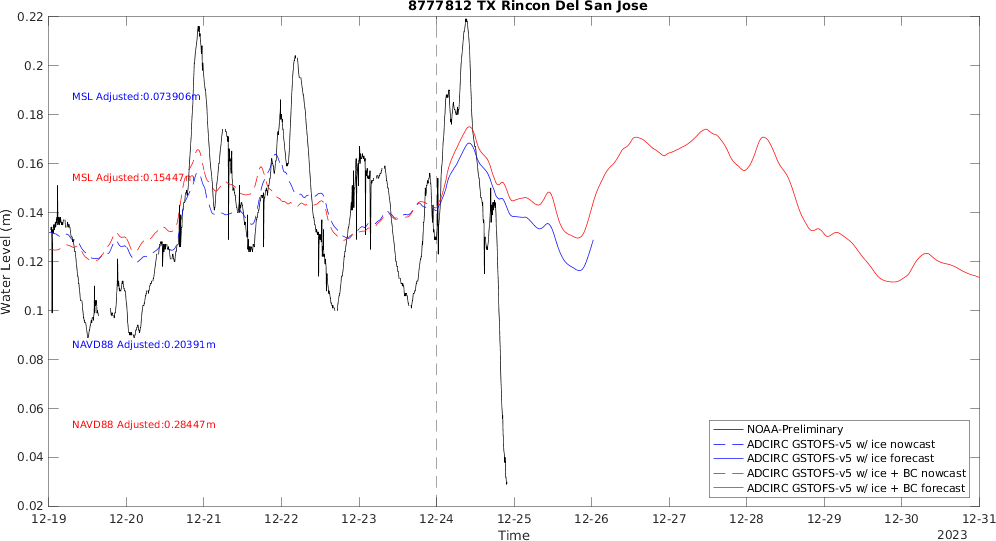 8777812 TX Rincon Del San Jose
0.22
0.2
0.18
0.16
0.14
0.12
0.1
0.08
0.06
0.04
0.02
Water Level (m)
MSL Adjusted:0.073906m
MSL Adjusted:0.15447m
NAVD88 Adjusted:0.20391m
NAVD88 Adjusted:0.28447m
NOAA-Preliminary
ADCIRC GSTOFS-v5 w/ ice nowcast
ADCIRC GSTOFS-v5 w/ ice forecast
ADCIRC GSTOFS-v5 w/ ice + BC nowcast
ADCIRC GSTOFS-v5 w/ ice + BC forecast
12-19 12-20 12-21 12-22 12-23 12-24 12-25 12-26 12-27 12-28 12-29 12-30 12-31
Time
2023